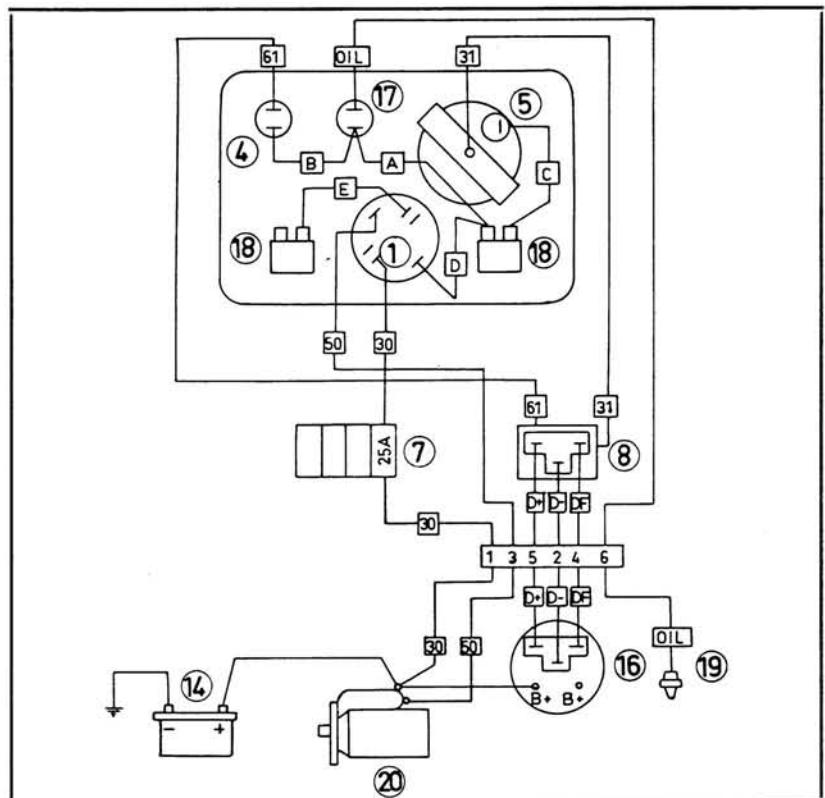 61 OIL 31
17 5
4
B A C
E
18 1 D 18
50 30
61 31
25A 7 8
D+ D- DF
30
1 3 5 2 4 6
D+ D- DF
30 50 OIL
14 16 19
B+ B+
- +
20